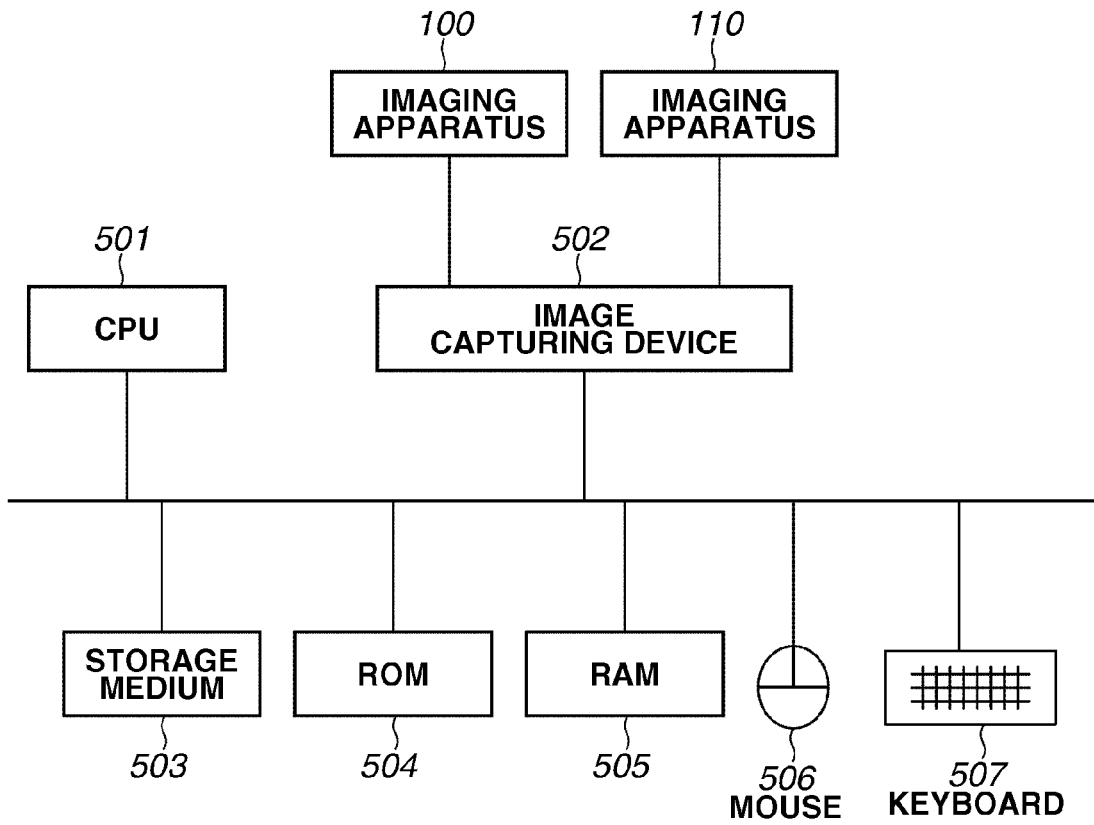 100
110
IMAGING
APPARATUS
IMAGING
APPARATUS
501
502
CPU
IMAGE
CAPTURING DEVICE
STORAGE
MEDIUM
ROM
RAM
503
504
505
506
MOUSE
507
KEYBOARD